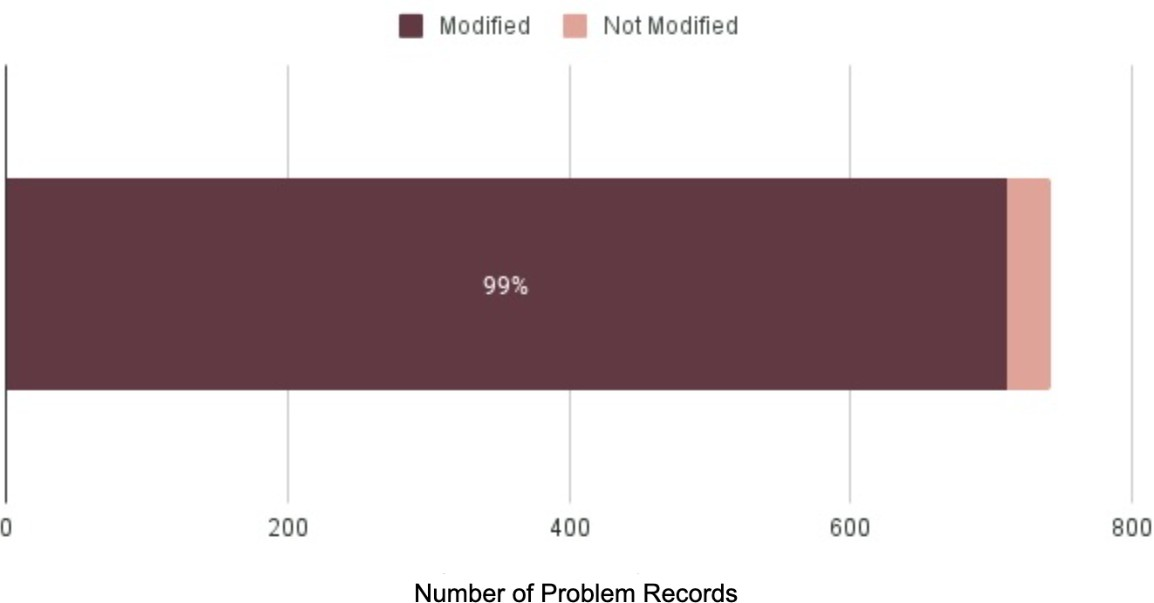 Modified Not Modified
99%
0 200 400 600 800
Number of Problem Records